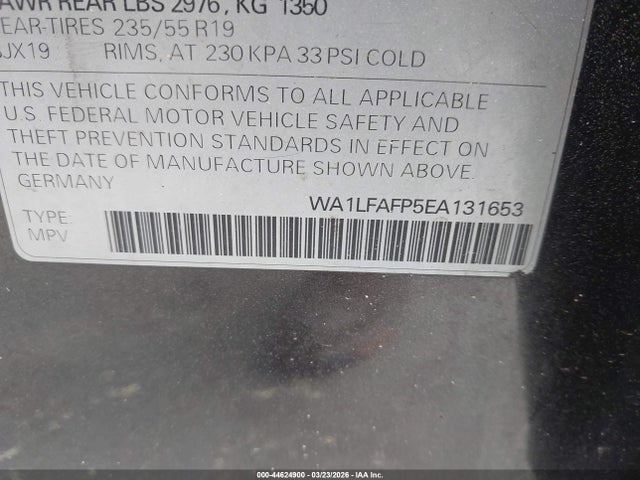 AWR REAR LBS 2976, KG 1350
EAR-TIRES 235/55 R19
JX19 RIMS, AT 230 KPA 33 PSI COLD
THIS VEHICLE CONFORMS TO ALL APPLICABLE
U.S. FEDERAL MOTOR VEHICLE SAFETY AND
THEFT PREVENTION STANDARDS IN EFFECT ON
THE DATE OF MANUFACTURE SHOWN ABOVE.
GERMANY
WA1LFAFP5EA131653
TYPE:
MPV
000-44624900 - 03/23/2026 - Copyright © 2026 IAA, Inc.